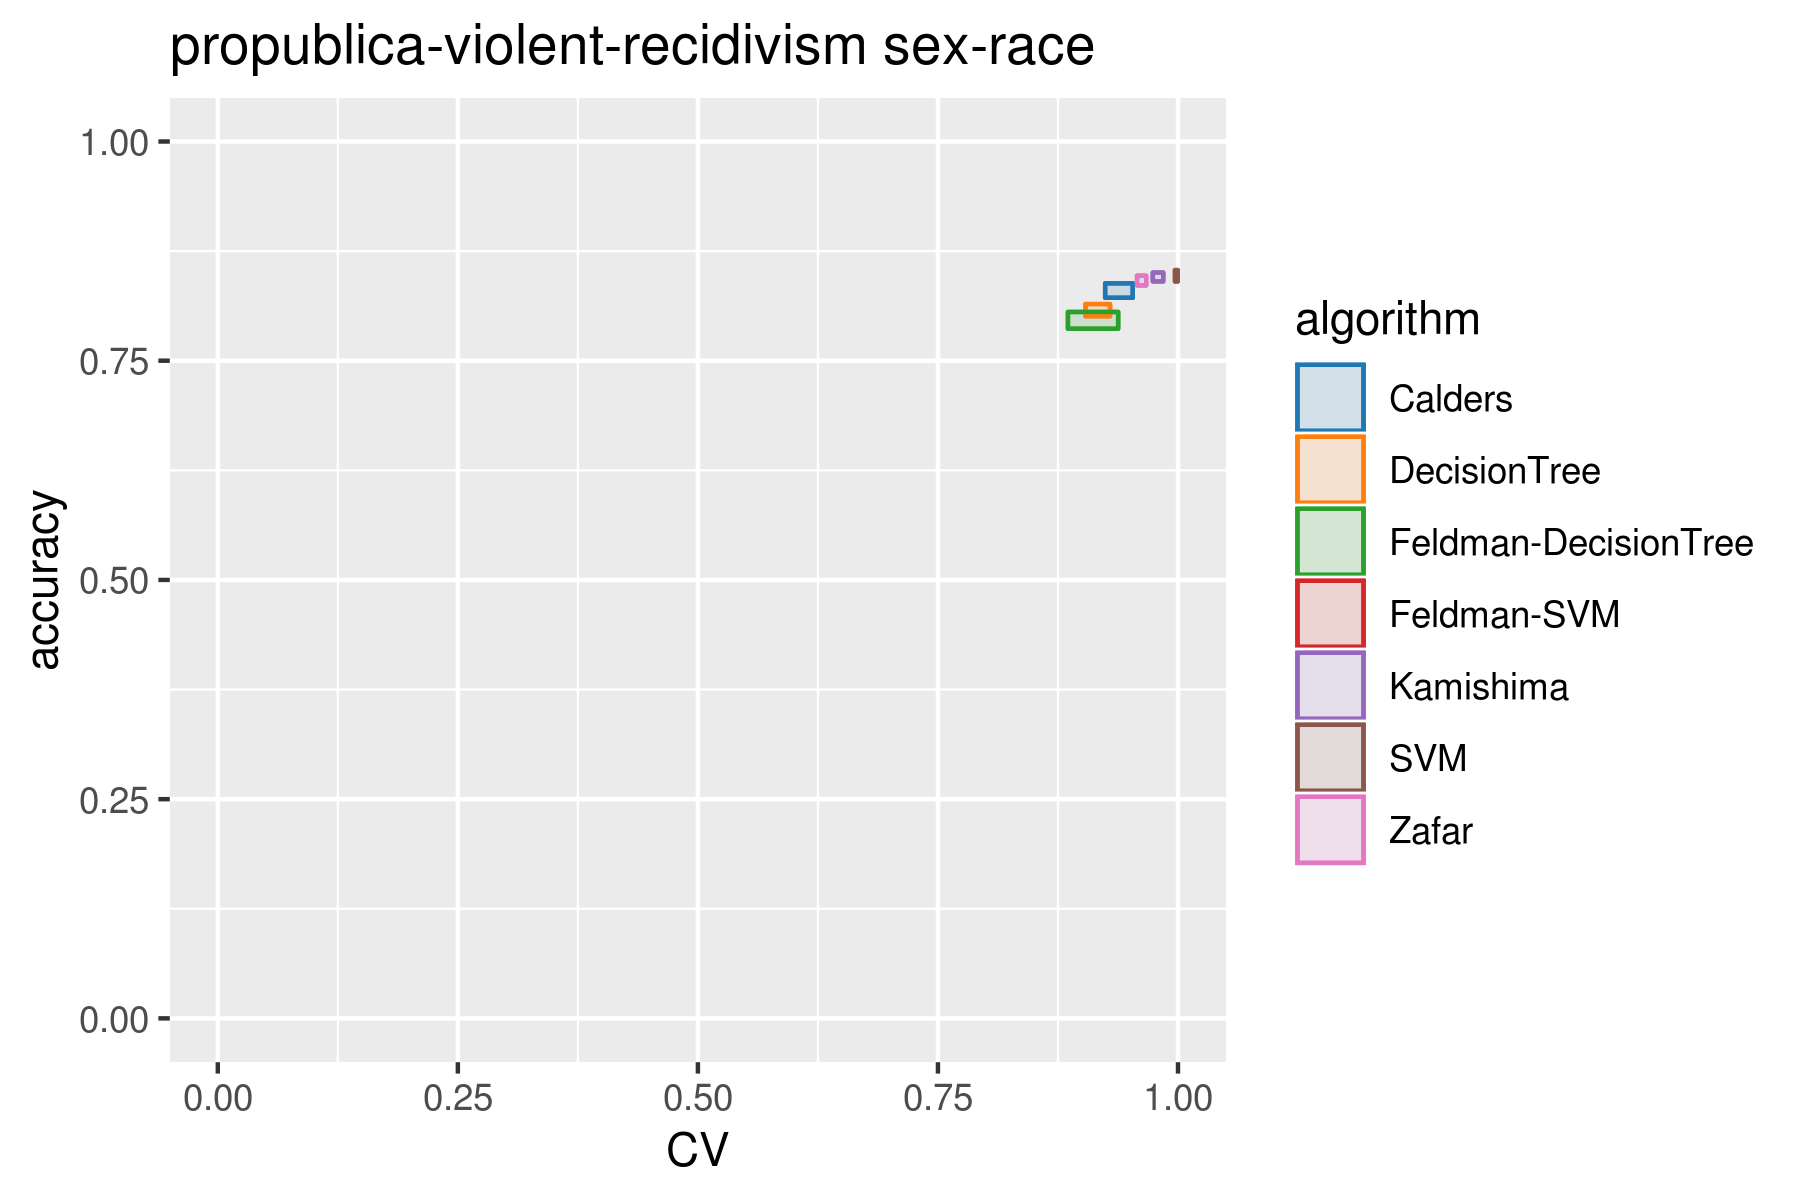 propublica-violent-recidivism sex-race
1.00
0.75
0.50
0.25
0.00
accuracy
0.00 0.25 0.50 0.75 1.00
CV
algorithm
Calders
DecisionTree
Feldman-DecisionTree
Feldman-SVM
Kamishima
SVM
Zafar